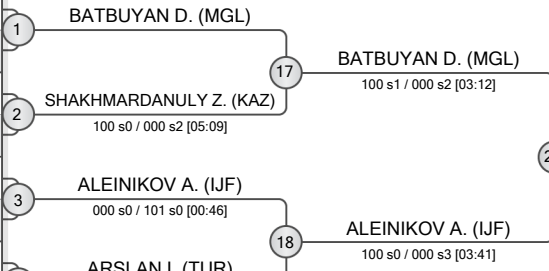 1
BATBUYAN D. (MGL)
17
BATBUYAN D. (MGL)
100 s1 / 000 s2 [03:12]
2
SHAKHMARDANULY Z. (KAZ)
100 s0 / 000 s2 [05:09]
3
ALEINIKOV A. (IJF)
000 s0 / 101 s0 [00:46]
18
ALEINIKOV A. (IJF)
100 s0 / 000 s3 [03:41]
ARSLAN I. (TUR)